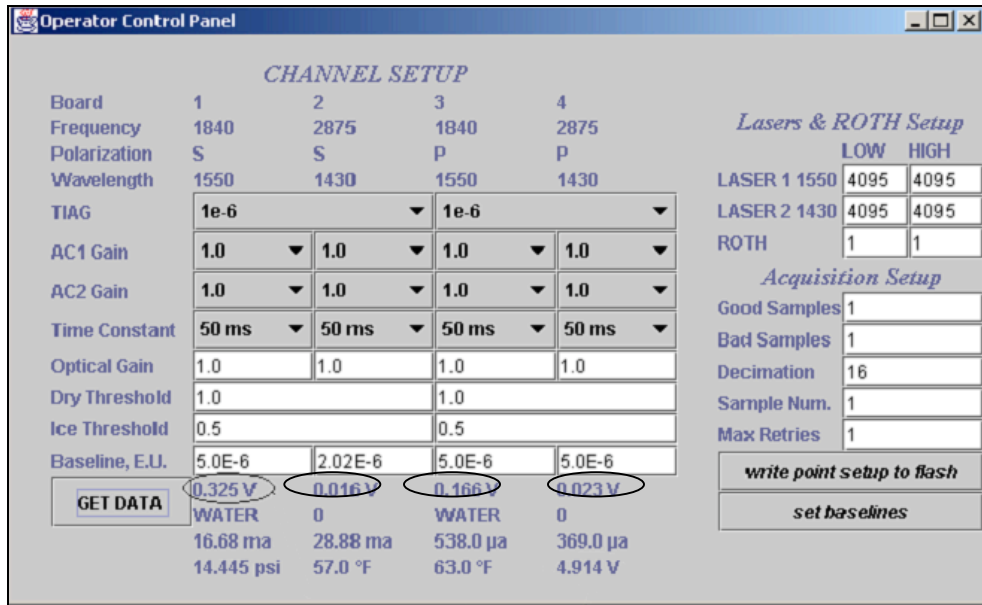 Operator Control Panel
CHANNEL SETUP
Board 1 2 3 4
Frequency 1840 2875 1840 2875
Polarization S S P P
Wavelength 1550 1430 1550 1430
TIAG 1e-6 1e-6
AC1 Gain 1.0 1.0 1.0 1.0
AC2 Gain 1.0 1.0 1.0 1.0
Time Constant 50 ms 50 ms 50 ms 50 ms
Optical Gain 1.0 1.0 1.0 1.0
Dry Threshold 1.0 1.0
Ice Threshold 0.5 0.5
Baseline, E.U. 5.0E-6 2.02E-6 5.0E-6 5.0E-6
GET DATA
0.325 V 0.016 V 0.166 V 0.023 V
WATER 0 WATER 0
16.68 ma 28.88 ma 538.0 µa 369.0 µa
14.445 psi 57.0 °F 63.0 °F 4.914 V
Lasers & ROTH Setup
LOW HIGH
LASER 1 1550 4095 4095
LASER 2 1430 4095 4095
ROTH 1 1
Acquisition Setup
Good Samples 1
Bad Samples 1
Decimation 16
Sample Num. 1
Max Retries 1
write point setup to flash
set baselines